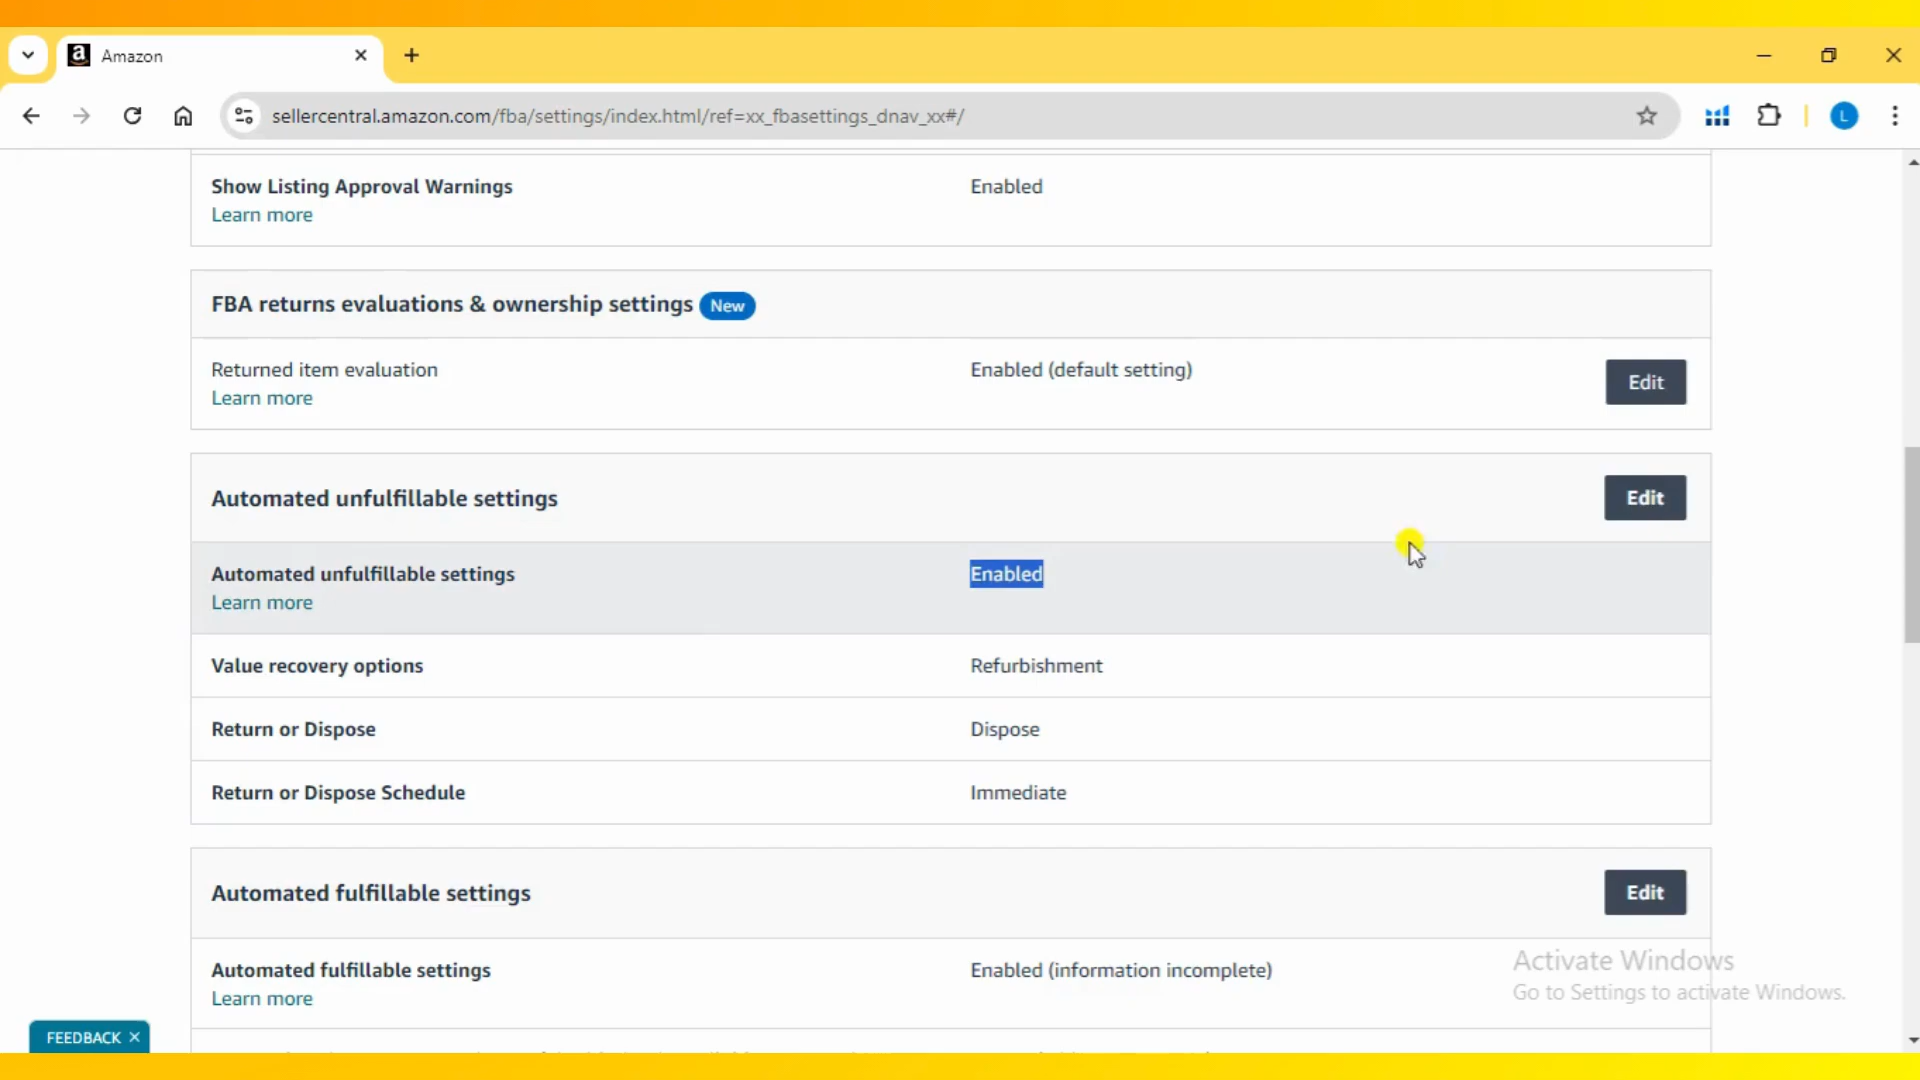 Amazon
sellercentral.amazon.com/fba/settings/index.html/ref=xx_fbasettings_dnav_xx#/
L
Show Listing Approval Warnings Enabled
Learn more
FBA returns evaluations & ownership settings New
Returned item evaluation Enabled (default setting) Edit
Learn more
Automated unfulfillable settings Edit
Automated unfulfillable settings Enabled
Learn more
Value recovery options Refurbishment
Return or Dispose Dispose
Return or Dispose Schedule Immediate
Automated fulfillable settings Edit
Automated fulfillable settings Enabled (information incomplete)
Learn more
Activate Windows
Go to Settings to activate Windows.
FEEDBACK